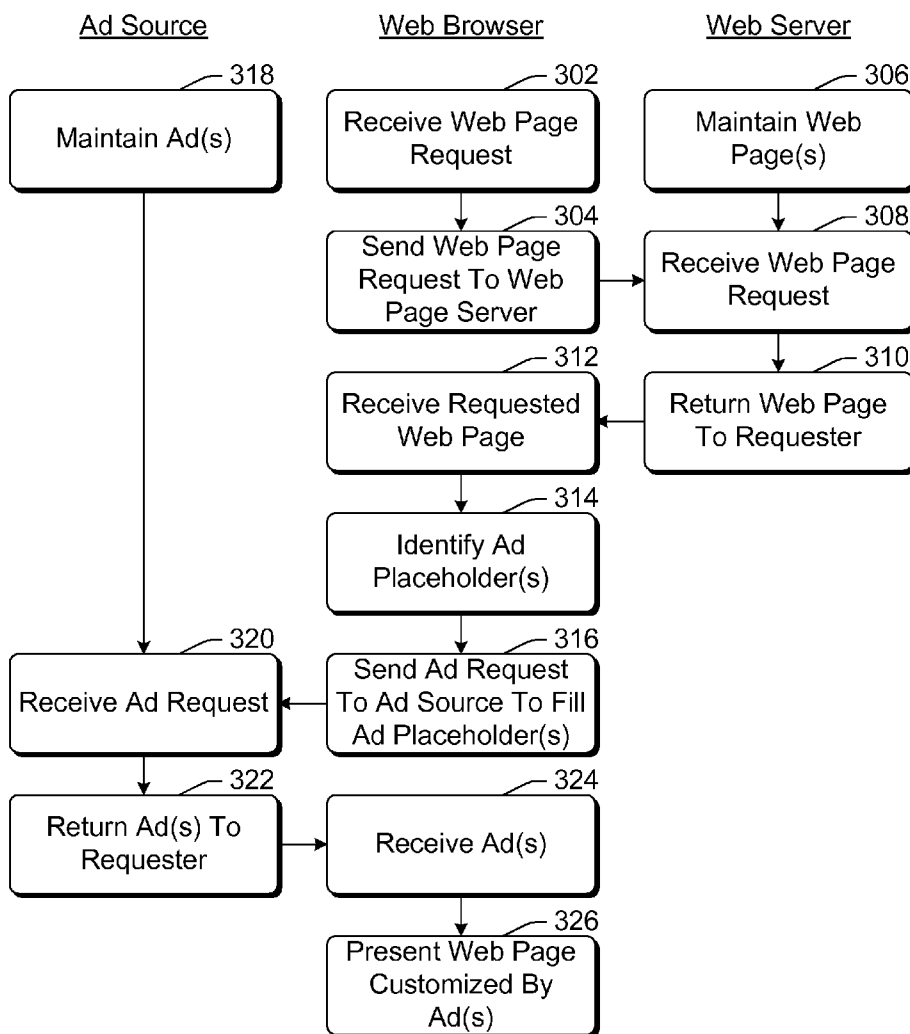 Ad Source
Web Browser
Web Server
318
Maintain Ad(s)
302
Receive Web Page
Request
306
Maintain Web
Page(s)
304
Send Web Page
Request To Web
Page Server
308
Receive Web Page
Request
312
Receive Requested
Web Page
310
Return Web Page
To Requester
314
Identify Ad
Placeholder(s)
320
Receive Ad Request
316
Send Ad Request
To Ad Source To Fill
Ad Placeholder(s)
322
Return Ad(s) To
Requester
324
Receive Ad(s)
326
Present Web Page
Customized By
Ad(s)